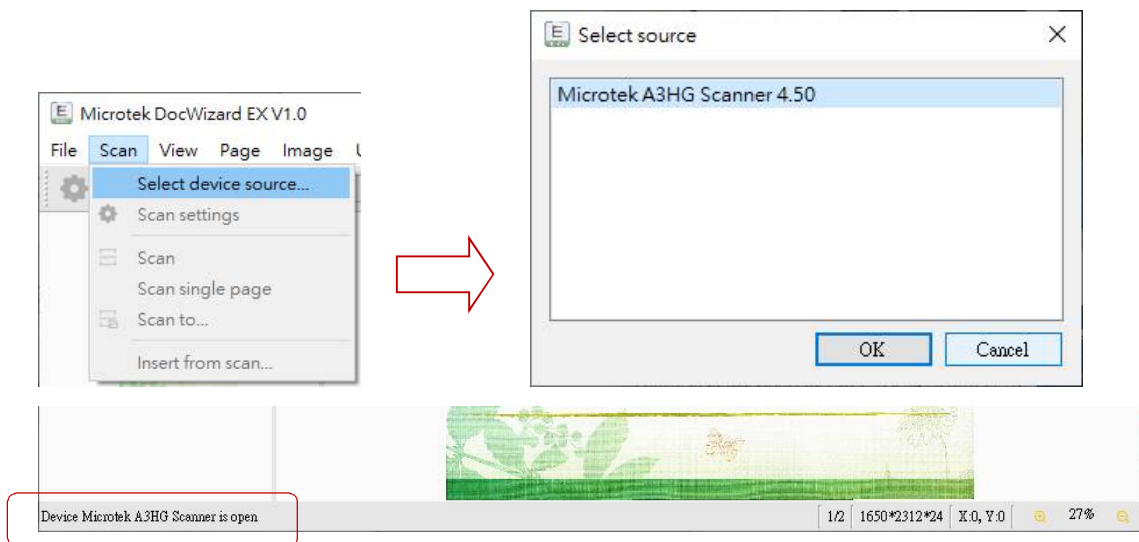 Microtek DocWizard EX V1.0
File Scan View Page Image
Select device source...
Scan settings
Scan
Scan single page
Scan to...
Insert from scan...
Select source
Microtek A3HG Scanner 4.50
OK Cancel
Device Microtek A3HG Scanner is open 1/2 1650*2312*24 X:0, Y:0 27%